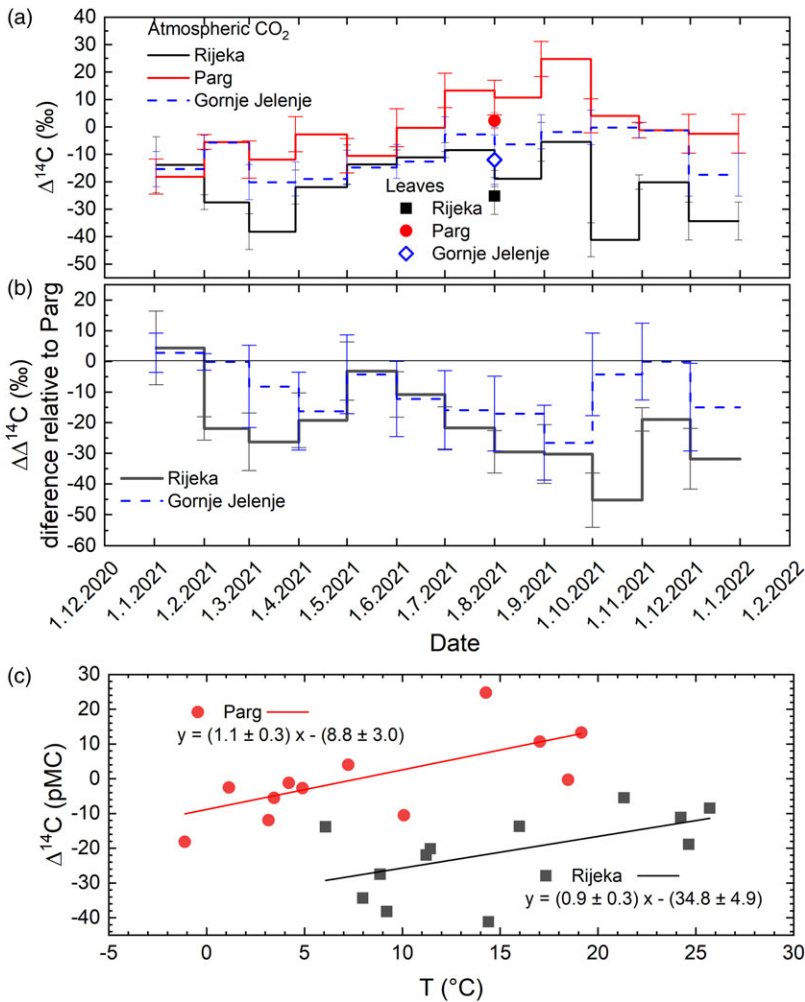 (a)
Atmospheric CO₂
Rijeka
Parg
Gornje Jelenje
Leaves
Rijeka
Parg
Gornje Jelenje
Δ¹⁴C (‰)
40
30
20
10
0
-10
-20
-30
-40
-50
(b)
Rijeka
Gornje Jelenje
ΔΔ¹⁴C (‰)
diference relative to Parg
20
10
0
-10
-20
-30
-40
-50
-60
1.12.2020
1.1.2021
1.2.2021
1.3.2021
1.4.2021
1.5.2021
1.6.2021
1.7.2021
1.8.2021
1.9.2021
1.10.2021
1.11.2021
1.12.2021
1.1.2022
1.2.2022
Date
(c)
Parg
y = (1.1 ± 0.3) x - (8.8 ± 3.0)
Rijeka
y = (0.9 ± 0.3) x - (34.8 ± 4.9)
Δ¹⁴C (pMC)
30
20
10
0
-10
-20
-30
-40
-5
0
5
10
15
20
25
30
T (°C)